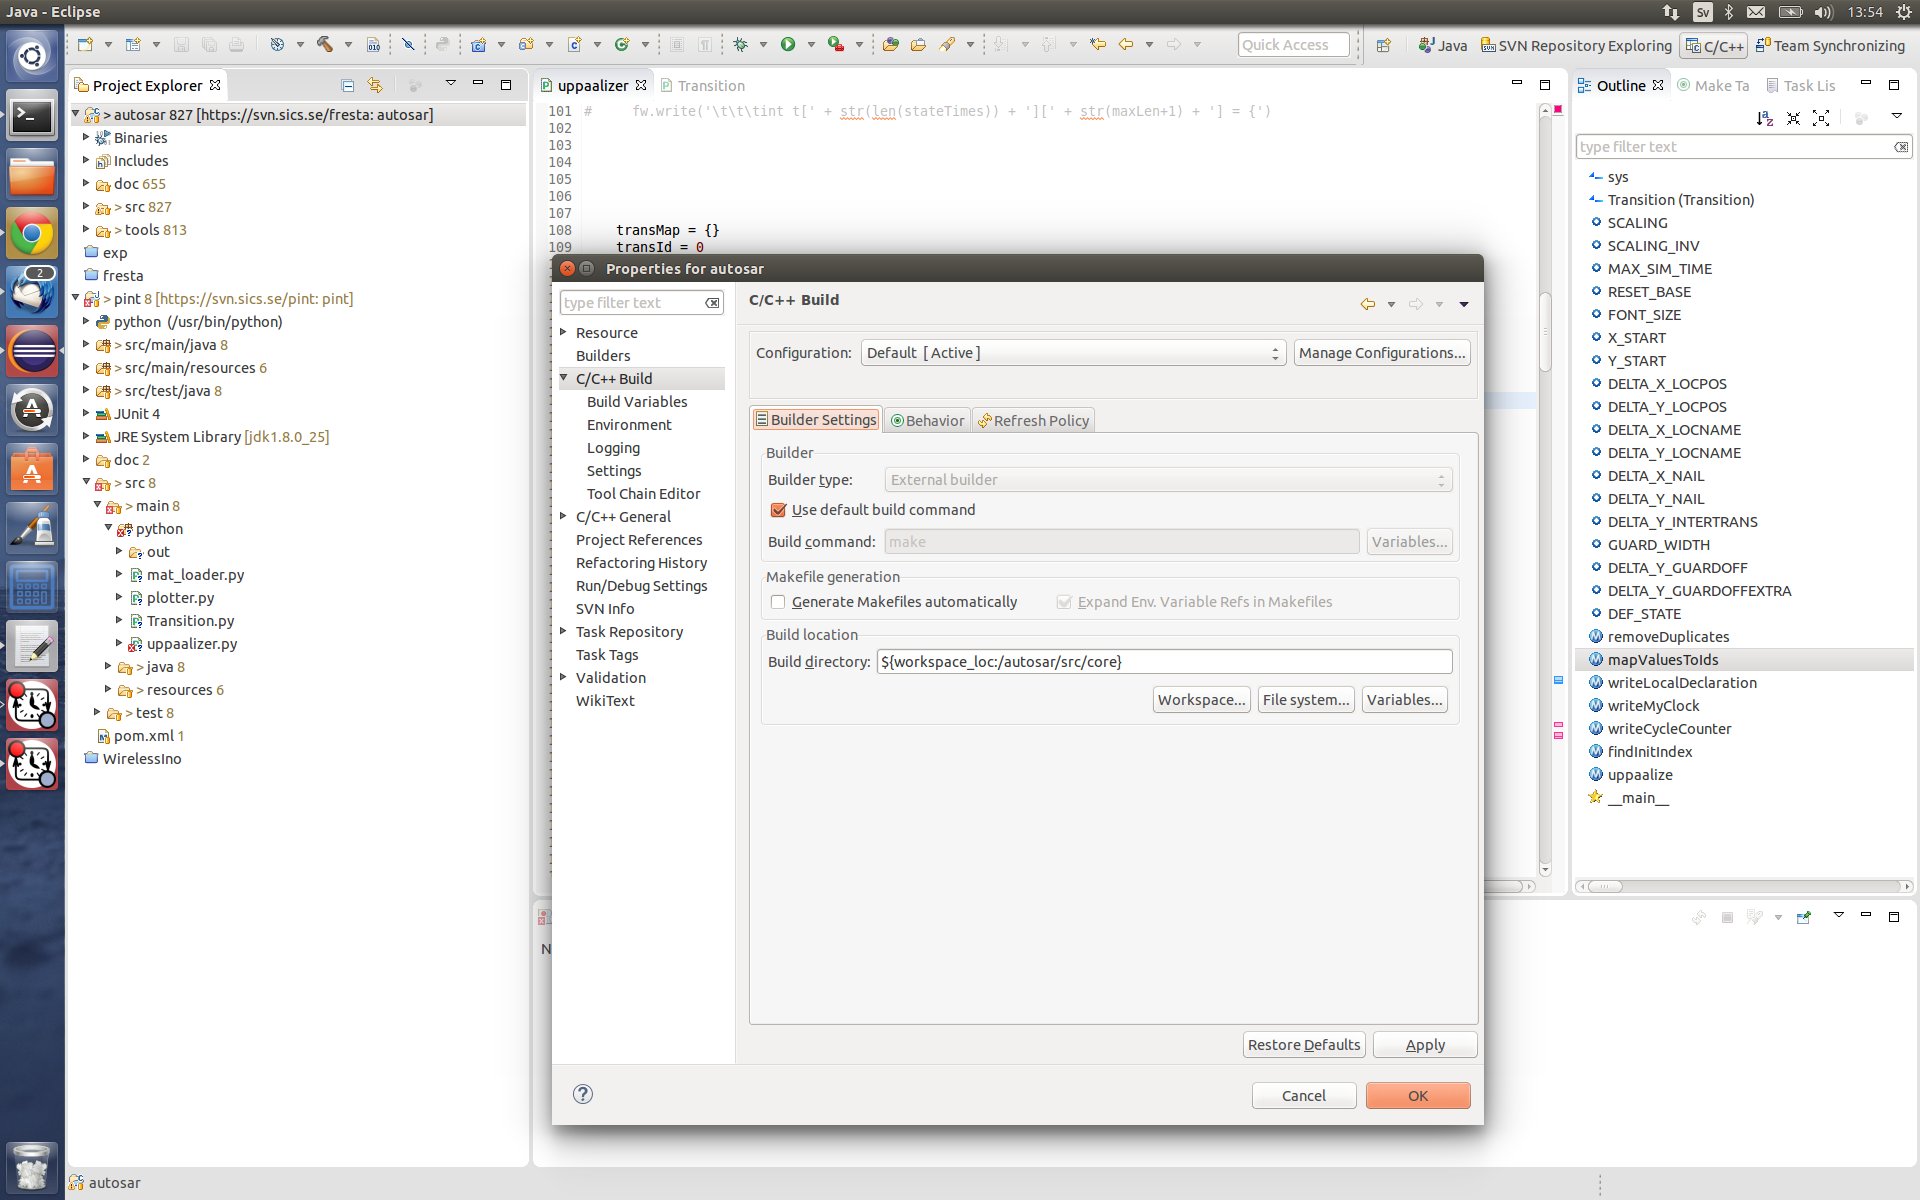 Java - Eclipse
Sv
13:54
Quick Access
Java
SVN Repository Exploring
C/C++
Team Synchronizing
2
Project Explorer
> autosar 827 [https://svn.sics.se/fresta: autosar]
Binaries
Includes
doc 655
> src 827
> tools 813
exp
fresta
> pint 8 [https://svn.sics.se/pint: pint]
python (/usr/bin/python)
> src/main/java 8
> src/main/resources 6
> src/test/java 8
JUnit 4
JRE System Library [jdk1.8.0_25]
doc 2
> src 8
> main 8
python
out
mat_loader.py
plotter.py
Transition.py
uppaalizer.py
> java 8
> resources 6
> test 8
pom.xml 1
WirelessIno
uppaalizer
Transition
101 # fw.write('\t\t\t\tint t[' + str(len(stateTimes)) + '][' + str(maxLen+1) + '] = {')
102
103
104
105
106
107
108 transMap = {}
109 transId = 0
N
Properties for autosar
type filter text
Resource
Builders
C/C++ Build
Build Variables
Environment
Logging
Settings
Tool Chain Editor
C/C++ General
Project References
Refactoring History
Run/Debug Settings
SVN Info
Task Repository
Task Tags
Validation
WikiText
C/C++ Build
Configuration: Default [ Active ] Manage Configurations...
Builder Settings
Behavior
Refresh Policy
Builder
Builder type: External builder
Use default build command
Build command: make Variables...
Makefile generation
Generate Makefiles automatically
Expand Env. Variable Refs in Makefiles
Build location
Build directory: ${workspace_loc:/autosar/src/core}
Workspace... File system... Variables...
Restore Defaults Apply
Cancel OK
Outline
Make Ta
Task Lis
type filter text
sys
Transition (Transition)
SCALING
SCALING_INV
MAX_SIM_TIME
RESET_BASE
FONT_SIZE
X_START
Y_START
DELTA_X_LOCPOS
DELTA_Y_LOCPOS
DELTA_X_LOCNAME
DELTA_Y_LOCNAME
DELTA_X_NAIL
DELTA_Y_NAIL
DELTA_Y_INTERTRANS
GUARD_WIDTH
DELTA_Y_GUARDOFF
DELTA_Y_GUARDOFFEXTRA
DEF_STATE
removeDuplicates
mapValuesToIds
writeLocalDeclaration
writeMyClock
writeCycleCounter
findInitIndex
uppaalize
__main__
autosar